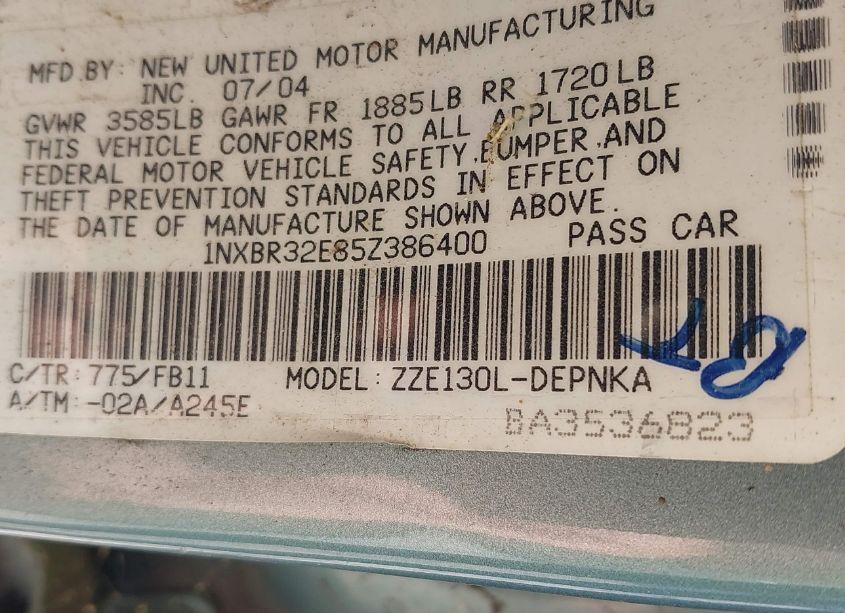 MFD.BY: NEW UNITED MOTOR MANUFACTURING
INC. 07/04
GVWR 3585LB GAWR FR 1885LB RR 1720LB
THIS VEHICLE CONFORMS TO ALL APPLICABLE
FEDERAL MOTOR VEHICLE SAFETY,BUMPER,AND
THEFT PREVENTION STANDARDS IN EFFECT ON
THE DATE OF MANUFACTURE SHOWN ABOVE.
1NXBR32E85Z386400 PASS CAR
C/TR: 775/FB11 MODEL: ZZE130L-DEPNKA
A/TM: -02A/A245E
BA3536823